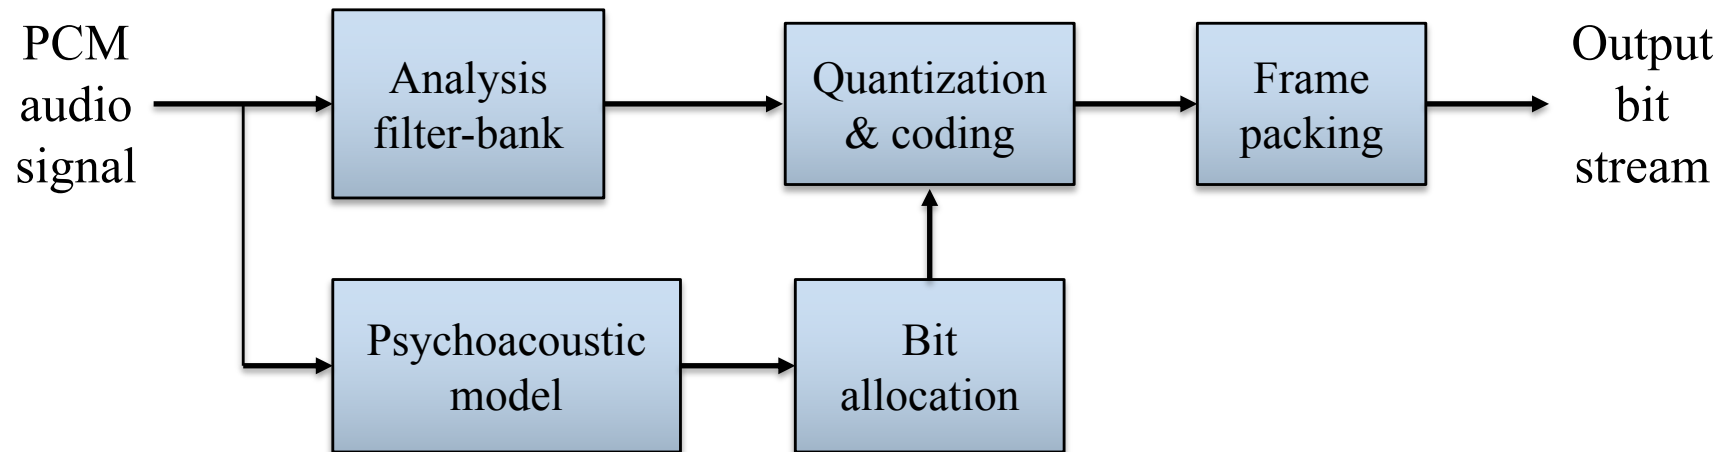 PCM
audio
signal
Analysis
filter-bank
Quantization
& coding
Frame
packing
Output
bit
stream
Psychoacoustic
model
Bit
allocation